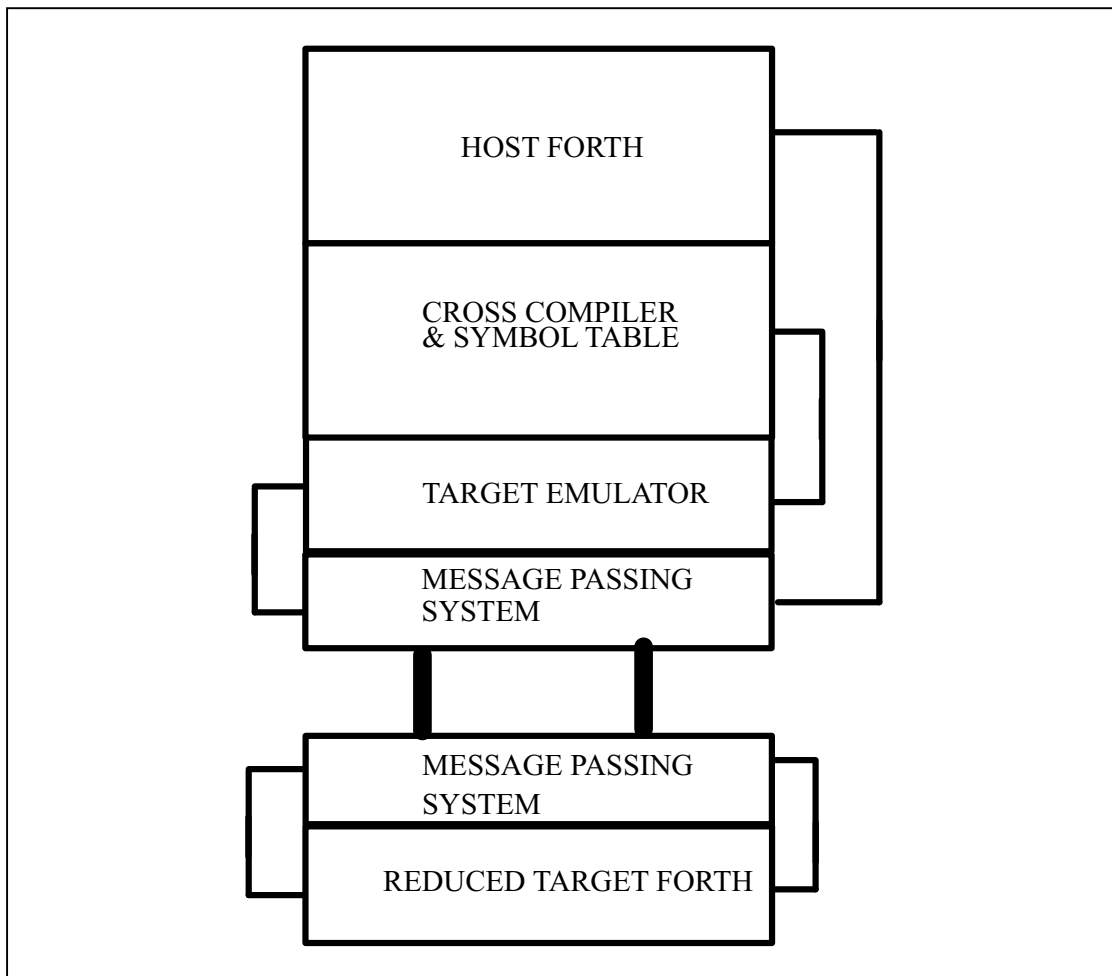 HOST FORTH
CROSS COMPILER
& SYMBOL TABLE
TARGET EMULATOR
MESSAGE PASSING
SYSTEM
MESSAGE PASSING
SYSTEM
REDUCED TARGET FORTH